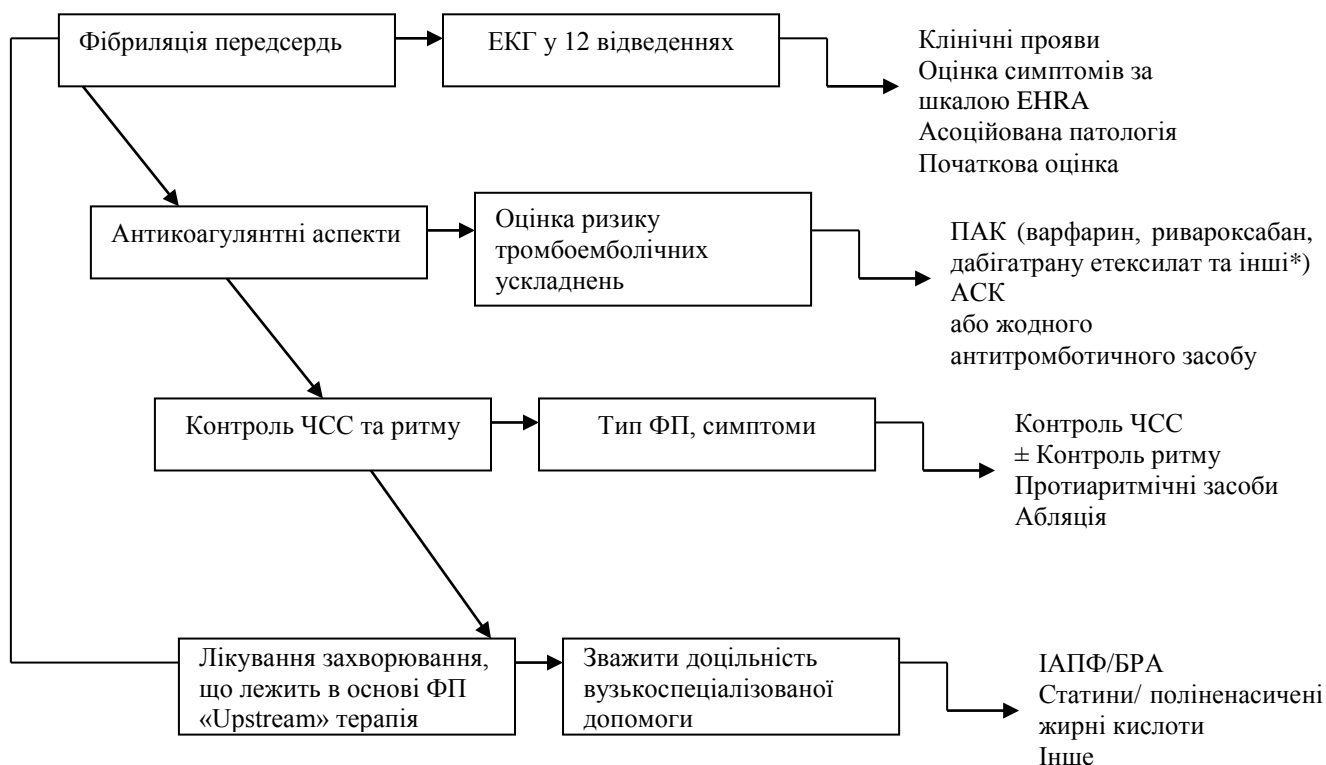 Фібриляція передсердь
ЕКГ у 12 відведеннях
Клінічні прояви
Оцінка симптомів за
шкалою EHRA
Асоційована патологія
Початкова оцінка
Антикоагулянтні аспекти
Оцінка ризику
тромбоемболічних
ускладнень
ПАК (варфарин, ривароксабан,
дабігатрану етексилат та інші*)
АСК
або жодного
антитромботичного засобу
Контроль ЧСС та ритму
Тип ФП, симптоми
Контроль ЧСС
± Контроль ритму
Протиаритмічні засоби
Абляція
Лікування захворювання,
що лежить в основі ФП
«Upstream» терапія
Зважити доцільність
вузькоспеціалізованої
допомоги
ІАПФ/БРА
Статини/ поліненасичені
жирні кислоти
Інше